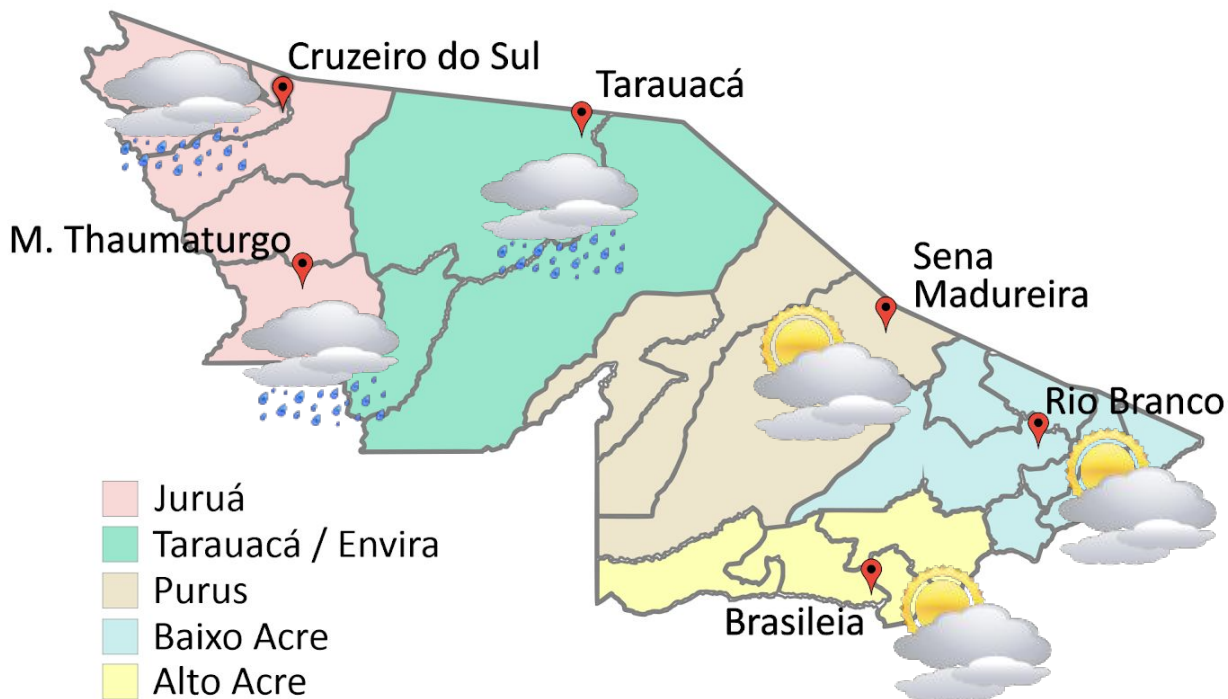 Cruzeiro do Sul
Tarauacá
M. Thaumaturgo
Sena
Madureira
Rio Branco
Brasileia
Juruá
Tarauacá / Envira
Purus
Baixo Acre
Alto Acre